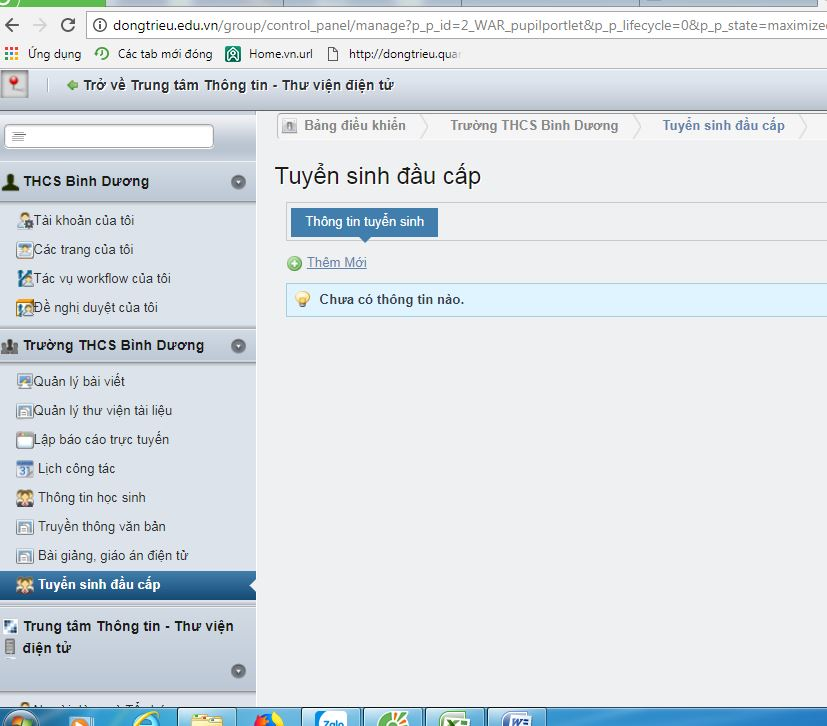 dongtrieu.edu.vn/group/control_panel/manage?p_p_id=2_WAR_pupilportlet&p_p_lifecycle=0&p_p_state=maximized
Ứng dụng Các tab mới đóng Home.vn.url http://dongtrieu.quan
Trở về Trung tâm Thông tin - Thư viện điện tử
Bảng điều khiển Trường THCS Bình Dương Tuyển sinh đầu cấp
THCS Bình Dương
Tài khoản của tôi
Các trang của tôi
Tác vụ workflow của tôi
Đề nghị duyệt của tôi
Trường THCS Bình Dương
Quản lý bài viết
Quản lý thư viện tài liệu
Lập báo cáo trực tuyến
Lịch công tác
Thông tin học sinh
Truyền thông văn bản
Bài giảng, giáo án điện tử
Tuyển sinh đầu cấp
Trung tâm Thông tin - Thư viện
điện tử
Tuyển sinh đầu cấp
Thông tin tuyển sinh
Thêm Mới
Chưa có thông tin nào.
Zalo